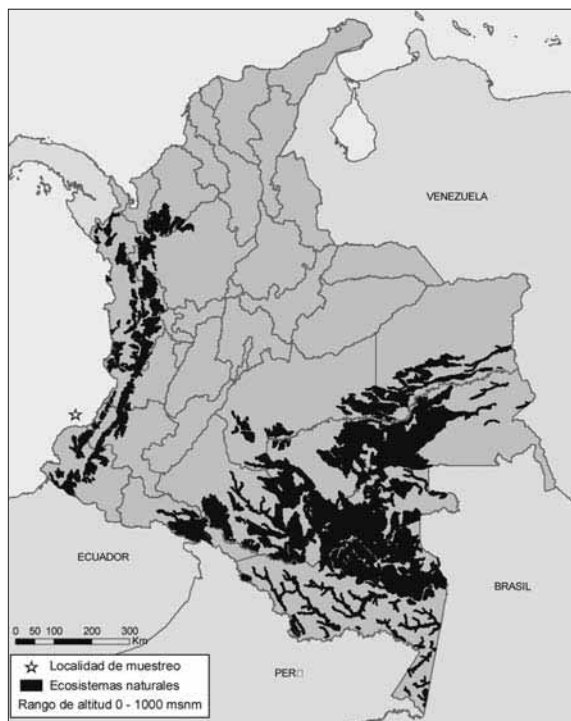 VENEZUELA
ECUADOR
BRASIL
PER□
0 50 100 200 300
Km
Localidad de muestreo
Ecosistemas naturales
Rango de altitud 0 - 1000 msnm